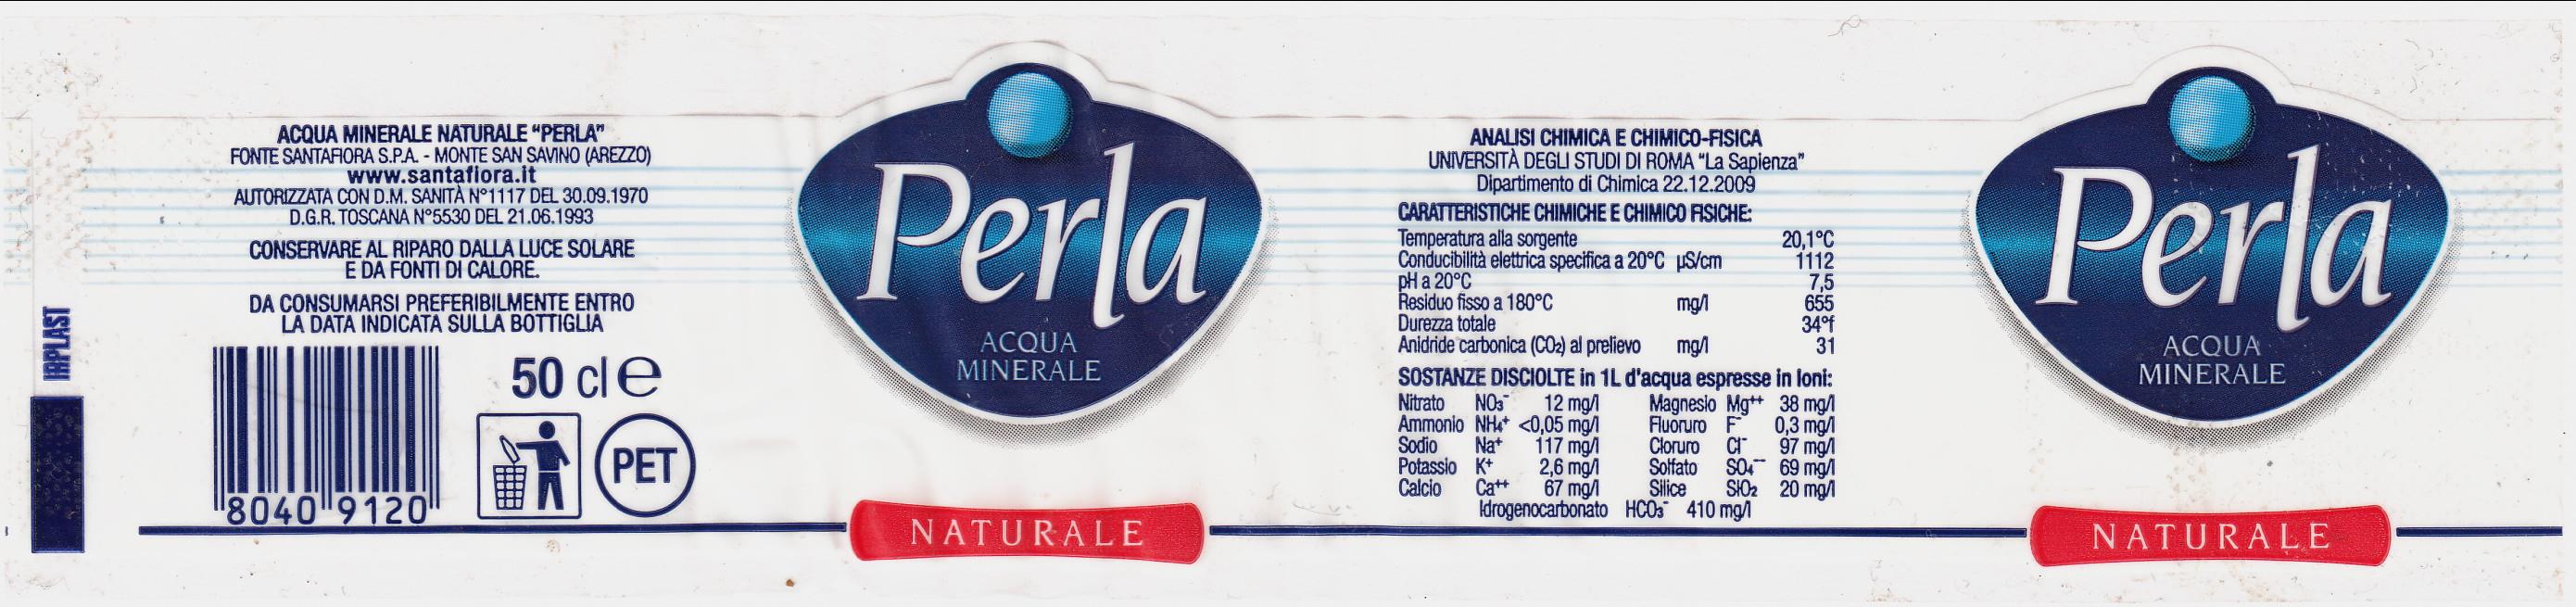 ACQUA MINERALE NATURALE "PERLA"
FONTE SANTAFIORA S.P.A. - MONTE SAN SAVINO (AREZZO)
www.santafiora.it
AUTORIZZATA CON D.M. SANITÀ N°1117 DEL 30.09.1970
D.G.R. TOSCANA N°5530 DEL 21.06.1993
CONSERVARE AL RIPARO DALLA LUCE SOLARE
E DA FONTI DI CALORE.
DA CONSUMARSI PREFERIBILMENTE ENTRO
LA DATA INDICATA SULLA BOTTIGLIA
IRPLAST
50 cl e
PET
8040 9120
Perla
ACQUA
MINERALE
NATURALE
ANALISI CHIMICA E CHIMICO-FISICA
UNIVERSITÀ DEGLI STUDI DI ROMA "La Sapienza"
Dipartimento di Chimica 22.12.2009
CARATTERISTICHE CHIMICHE E CHIMICO FISICHE:
Temperatura alla sorgente 20,1°C
Conducibilità elettrica specifica a 20°C µS/cm 1112
pH a 20°C 7,5
Residuo fisso a 180°C mg/l 655
Durezza totale 34°f
Anidride carbonica (CO₂) al prelievo mg/l 31
SOSTANZE DISCIOLTE in 1L d'acqua espresse in Ioni:
Nitrato NO₃⁻ 12 mg/l Magnesio Mg⁺⁺ 38 mg/l
Ammonio NH₄⁺ <0,05 mg/l Fluoruro F⁻ 0,3 mg/l
Sodio Na⁺ 117 mg/l Cloruro Cl⁻ 97 mg/l
Potassio K⁺ 2,6 mg/l Solfato SO₄⁻⁻ 69 mg/l
Calcio Ca⁺⁺ 67 mg/l Silice SiO₂ 20 mg/l
Idrogenocarbonato HCO₃⁻ 410 mg/l
Perla
ACQUA
MINERALE
NATURALE